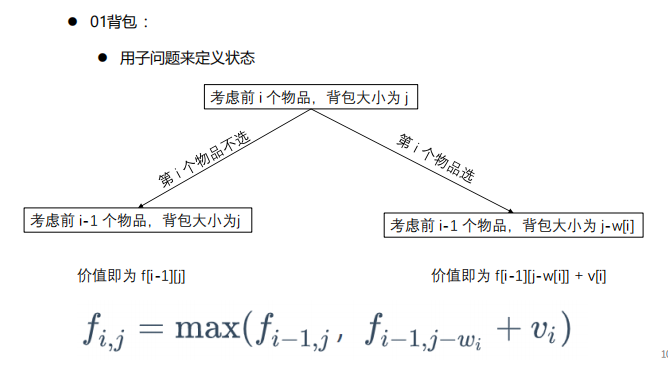 ● 01背包：
● 用子问题来定义状态
考虑前 i 个物品，背包大小为 j
第 i 个物品不选
第 i 个物品选
考虑前 i-1 个物品，背包大小为j
考虑前 i-1 个物品，背包大小为 j-w[i]
价值即为 f[i-1][j]
价值即为 f[i-1][j-w[i]] + v[i]
f_{i,j} = max(f_{i-1,j}, f_{i-1,j-w_i} + v_i)